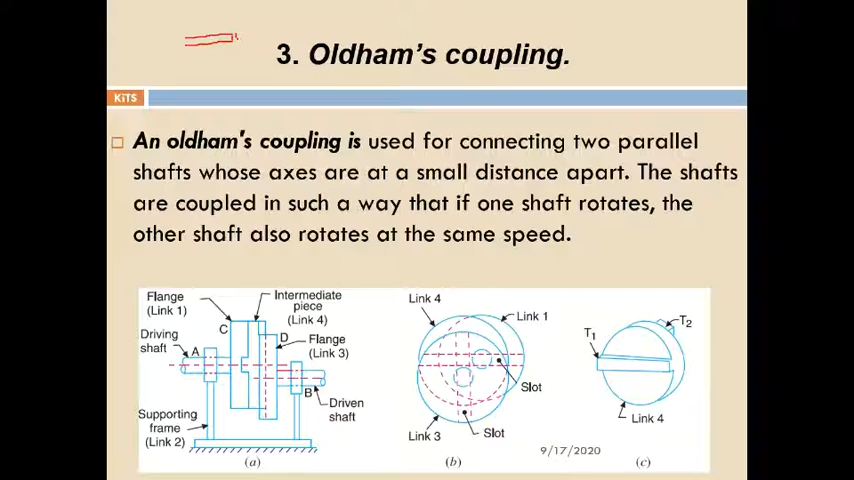 3. Oldham's coupling.
KITS
An oldham's coupling is used for connecting two parallel
shafts whose axes are at a small distance apart. The shafts
are coupled in such a way that if one shaft rotates, the
other shaft also rotates at the same speed.
Flange
(Link 1)
Intermediate
piece
(Link 4)
C
D
Flange
(Link 3)
Driving
shaft
A
B
Driven
shaft
Supporting
frame
(Link 2)
(a)
Link 4
Link 1
Slot
Link 3
Slot
(b)
T1
T2
Link 4
9/17/2020
(c)